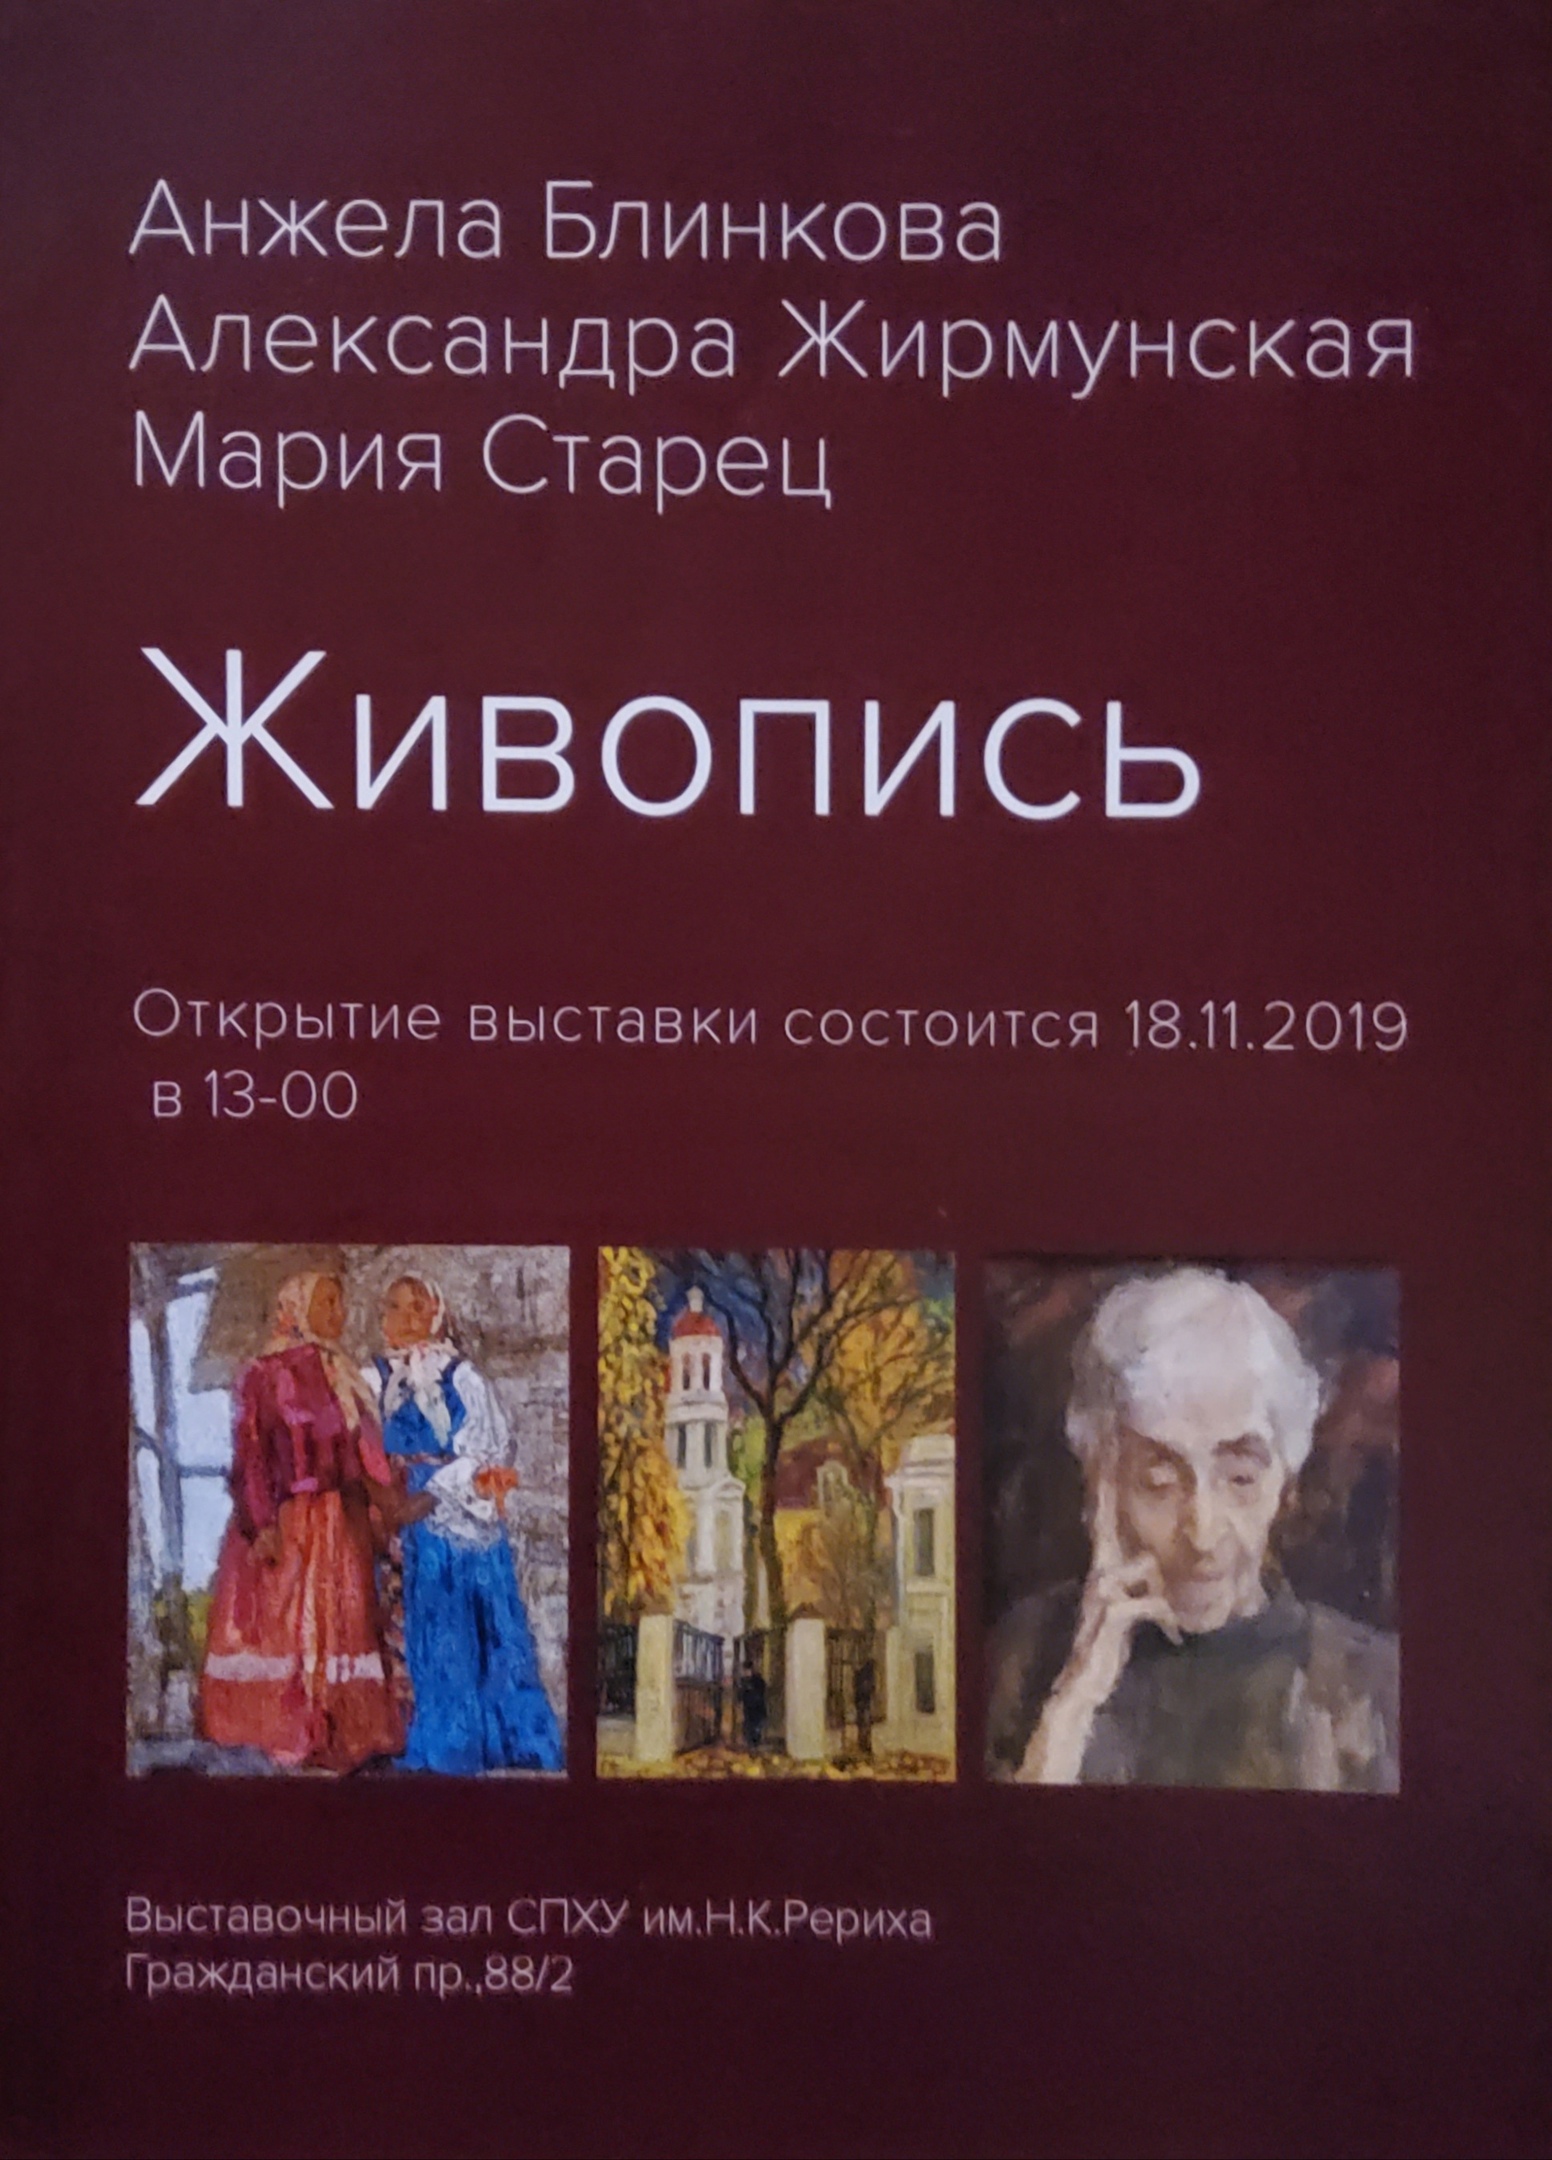 Анжела Блинкова
Александра Жирмунская
Мария Старец
Живопись
Открытие выставки состоится 18.11.2019
в 13-00
Выставочный зал СПХУ им.Н.К.Рериха
Гражданский пр.,88/2